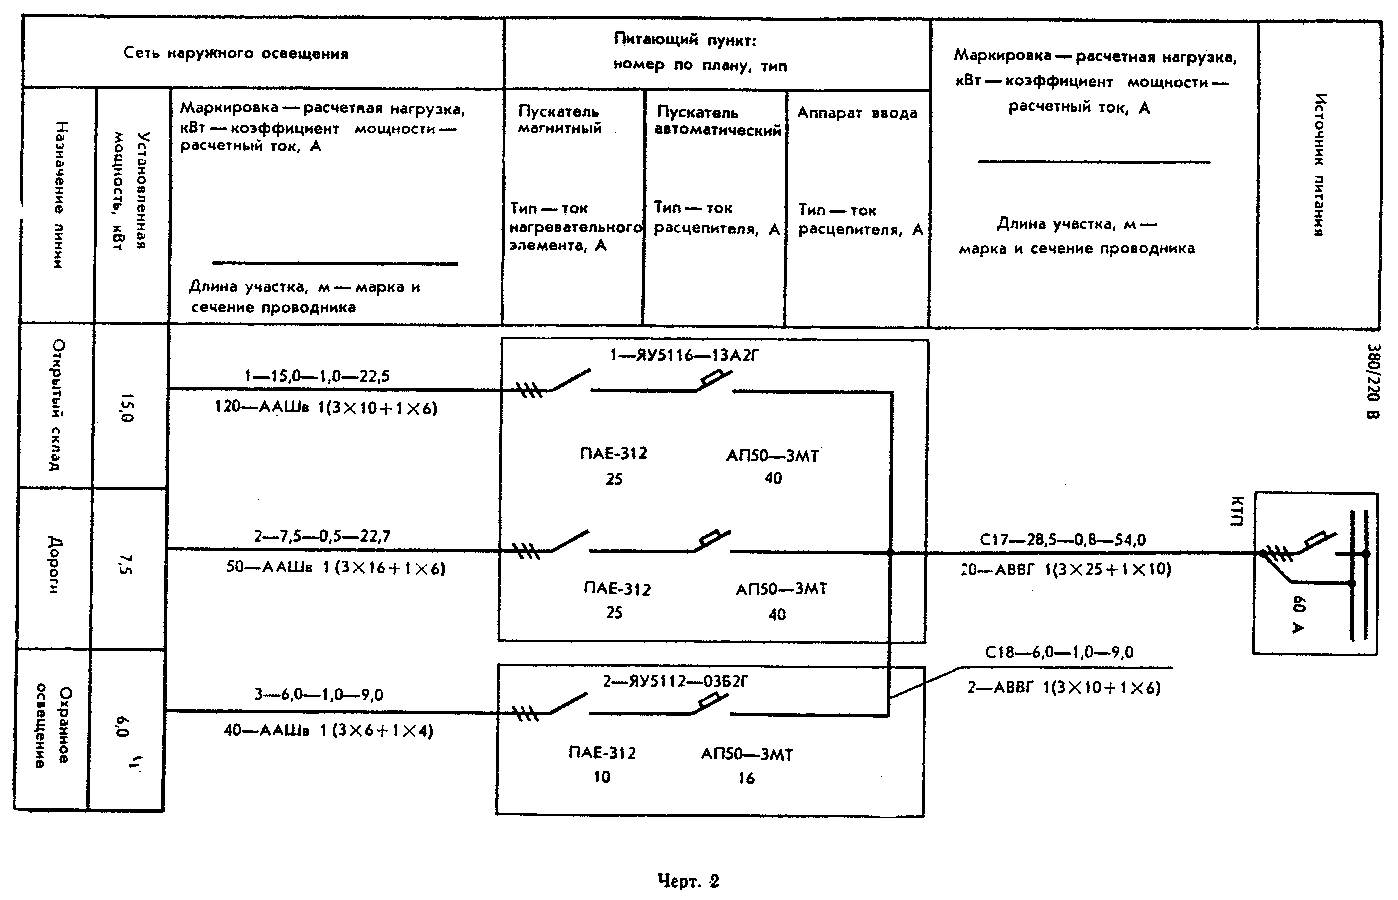 Сеть наружного освещения
Питающий пункт:
номер по плану, тип
Маркировка — расчетная нагрузка,
кВт — коэффициент мощности —
расчетный ток, А
Длина участка, м —
марка и сечение проводника
Источник питания
Назначение линии
Установленная
мощность, кВт
Маркировка — расчетная нагрузка,
кВт — коэффициент мощности —
расчетный ток, А
Длина участка, м — марка и
сечение проводника
Пускатель
магнитный
Тип — ток
нагревательного
элемента, А
Пускатель
автоматический
Тип — ток
расцепителя, А
Аппарат ввода
Тип — ток
расцепителя, А
380/220 В
Открытый склад
15,0
1—15,0—1,0—22,5
120—ААШв 1(3×10+1×6)
1—ЯУ5116—13А2Г
ПАЕ-312
25
АП50—3МТ
40
Дороги
7,5
2—7,5—0,5—22,7
50—ААШв 1(3×16+1×6)
ПАЕ-312
25
АП50—3МТ
40
С17—28,5—0,8—54,0
20—АВВГ 1(3×25+1×10)
КТП
60 А
С18—6,0—1,0—9,0
2—АВВГ 1(3×10+1×6)
Охранное
освещение
6,0
3—6,0—1,0—9,0
40—ААШв 1(3×6+1×4)
2—ЯУ5112—03Б2Г
ПАЕ-312
10
АП50—3МТ
16
Черт. 2